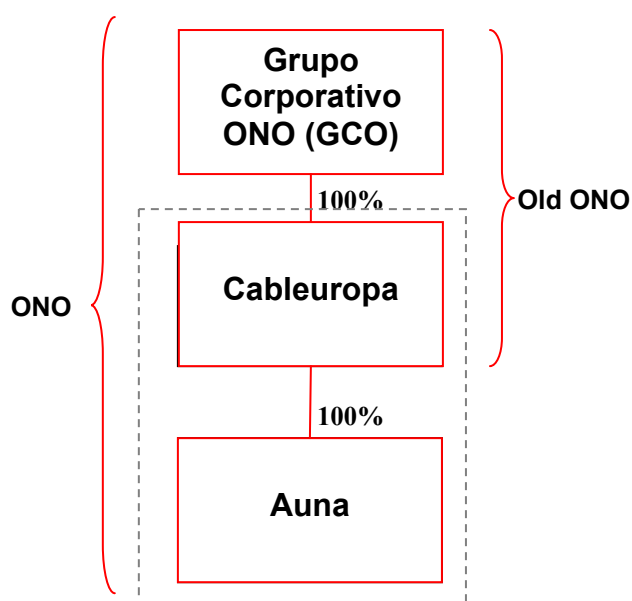 Grupo
Corporativo
ONO (GCO)
100%
Old ONO
Cableuropa
ONO
100%
Auna